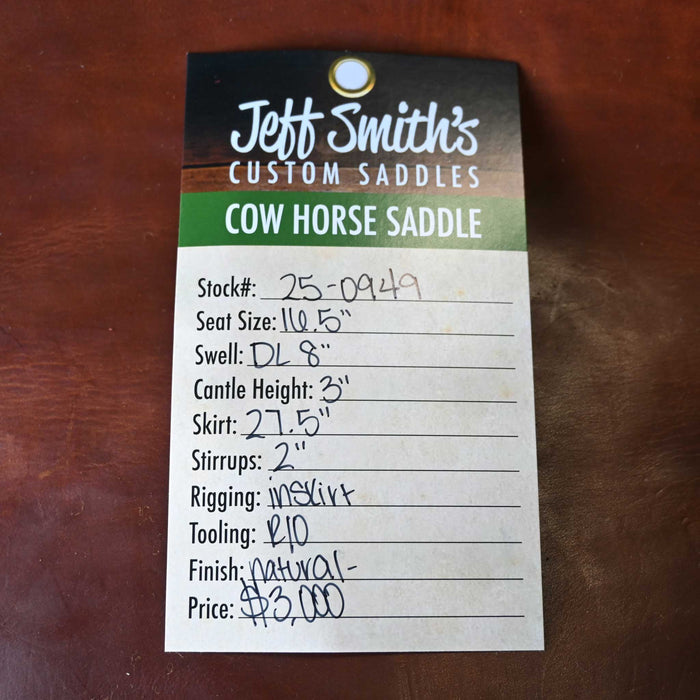 Jeff Smith's
CUSTOM SADDLES
COW HORSE SADDLE
Stock#: 25-0949
Seat Size: 16.5"
Swell: DL 8"
Cantle Height: 3"
Skirt: 27.5"
Stirrups: 2"
Rigging: inskirt
Tooling: R10
Finish: natural-
Price: $3,000